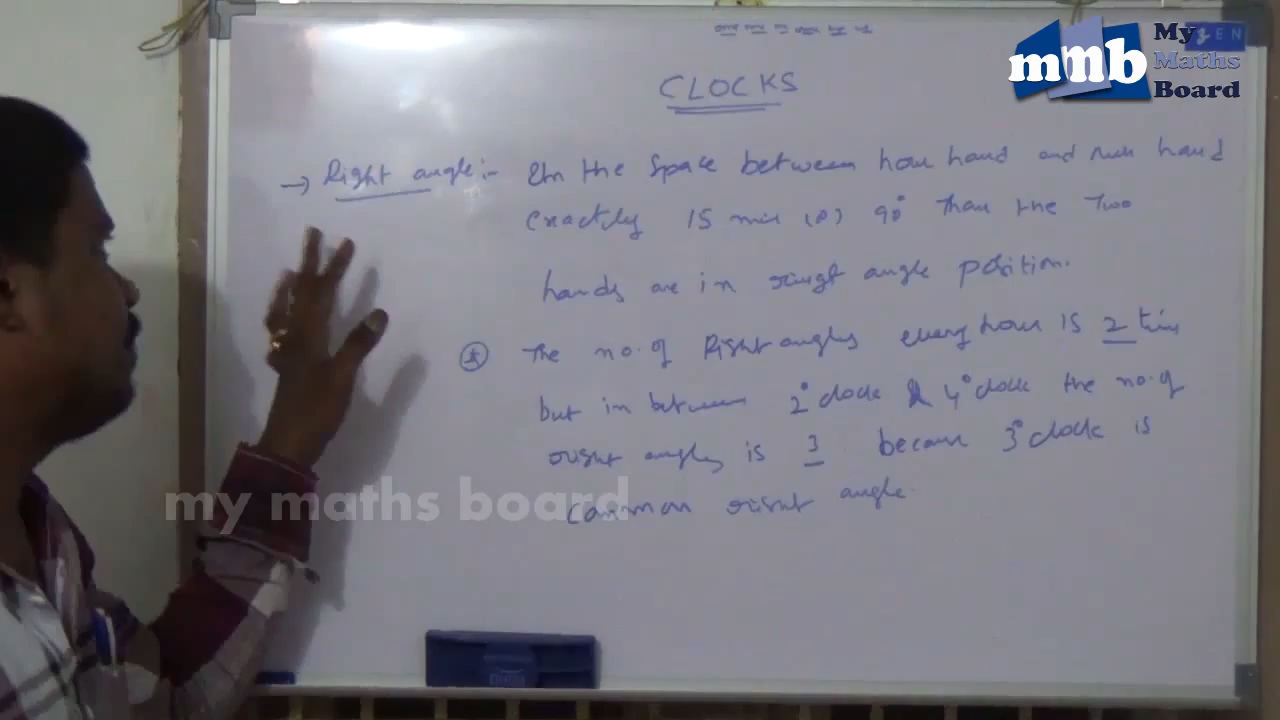 mmb My Maths Board
CLOCKS
→ Right angle :- In the space between hour hand and min hand
exactly 15 min (or) 90° than the two
hands are in right angle position.
The no. of Right angles every hour is 2 time
but in between 2° clock & 4° clock the no. of
right angles is 3. because 3° clock is
common right angle.
my maths board